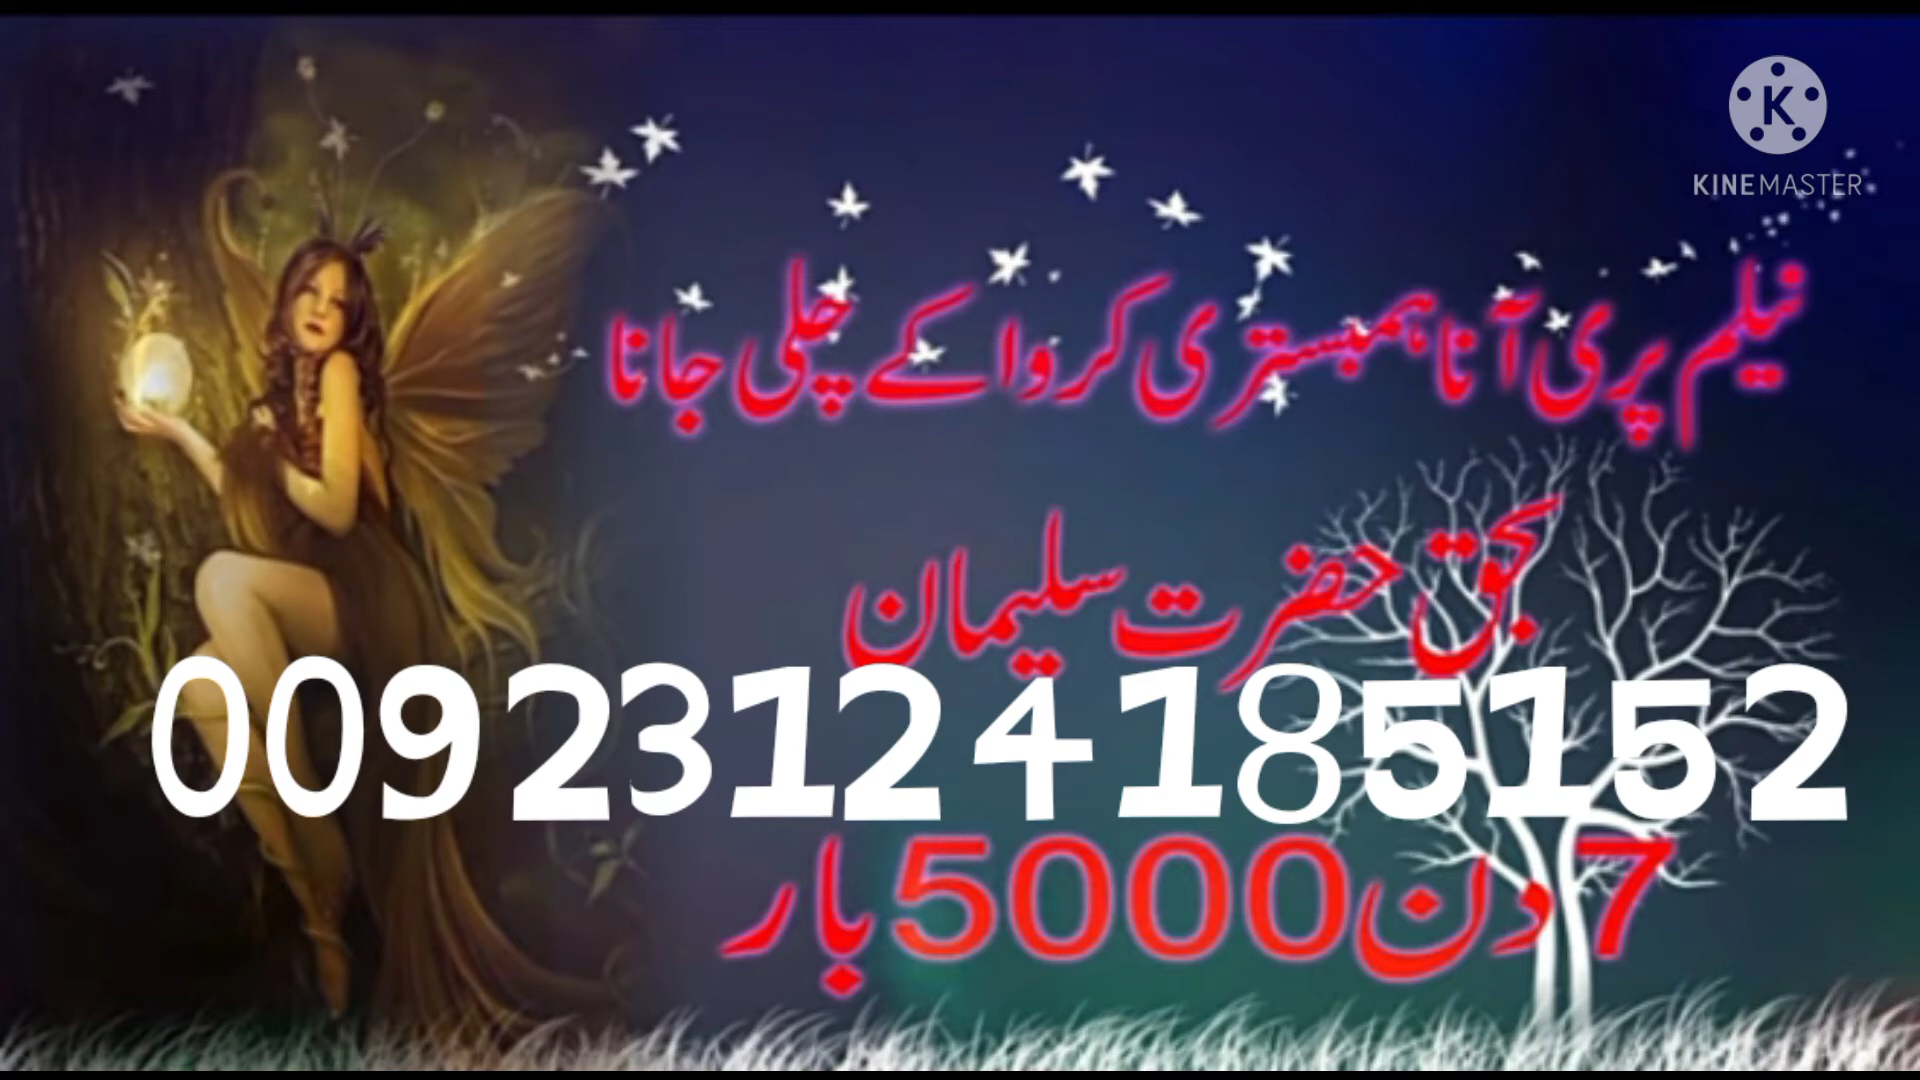 KINEMASTER
نیلم پری آنا ہمبستری کروا کے چلی جانا
بحق حضرت سلیمان
00923124185152
7 دن 5000 بار